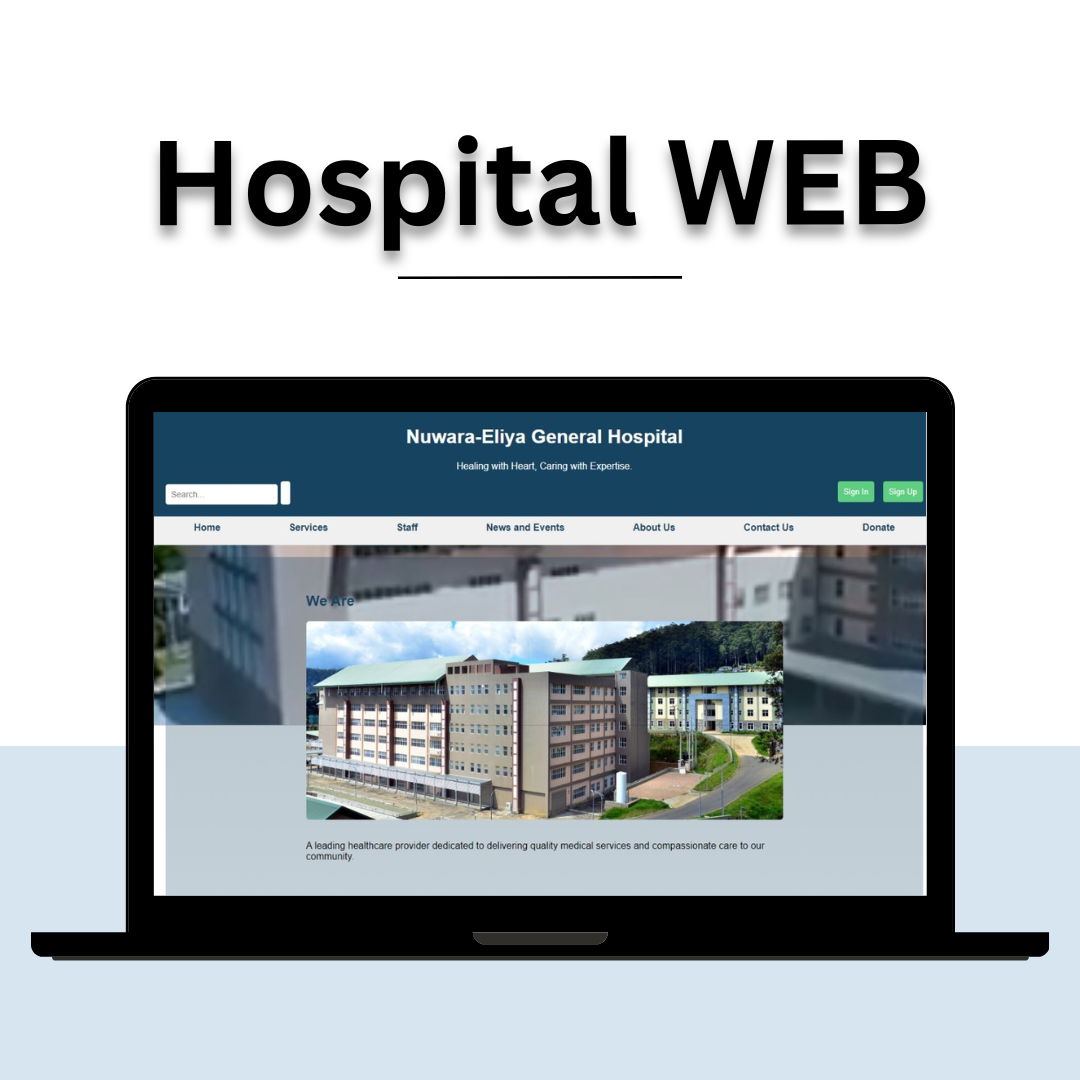 Hospital WEB
Nuwara-Eliya General Hospital
Healing with Heart, Caring with Expertise.
Search...
Sign In Sign Up
Home Services Staff News and Events About Us Contact Us Donate
We Are
A leading healthcare provider dedicated to delivering quality medical services and compassionate care to our
community.